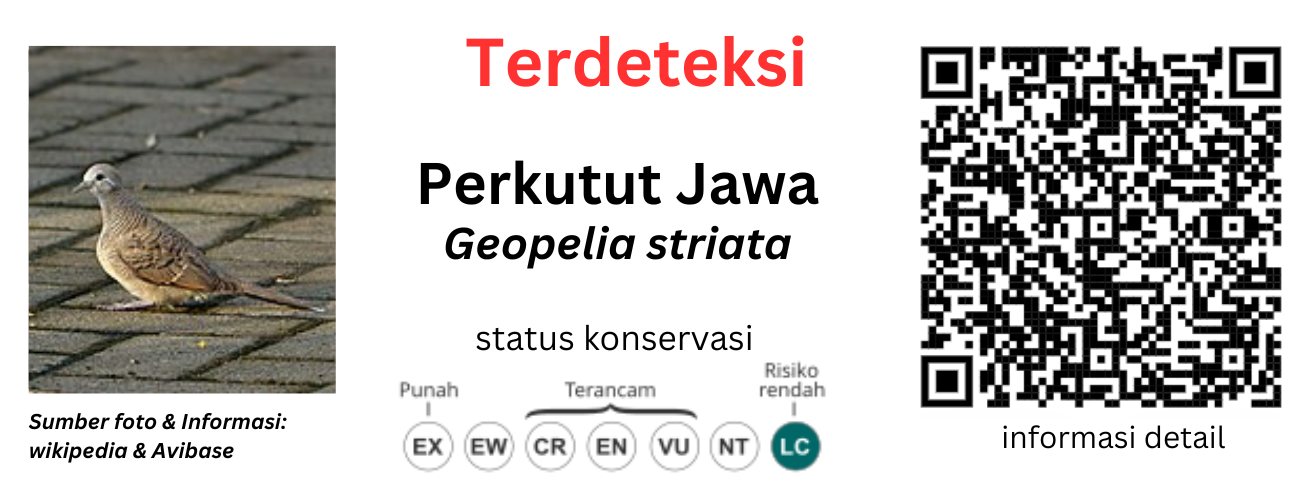 Terdeteksi
Perkutut Jawa
Geopelia striata
status konservasi
Punah
Terancam
Risiko
rendah
EX EW CR EN VU NT LC
Sumber foto & Informasi:
wikipedia & Avibase
informasi detail